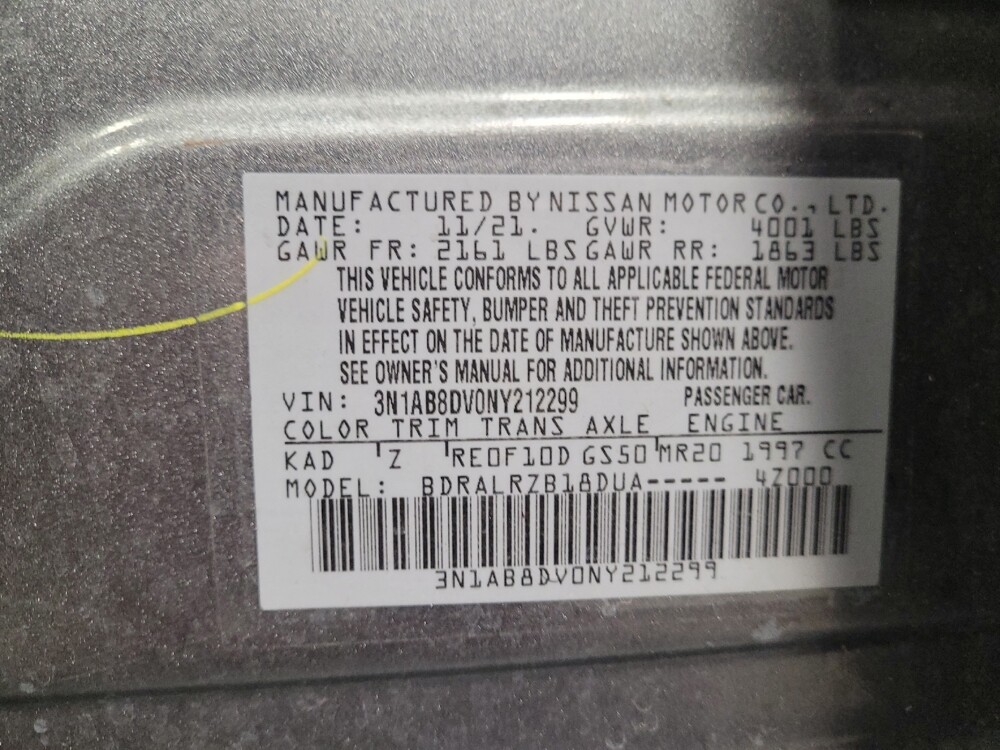 MANUFACTURED BY NISSAN MOTOR CO., LTD.
DATE: 11/21. GVWR: 4001 LBS
GAWR FR: 2161 LBS GAWR RR: 1863 LBS
THIS VEHICLE CONFORMS TO ALL APPLICABLE FEDERAL MOTOR
VEHICLE SAFETY, BUMPER AND THEFT PREVENTION STANDARDS
IN EFFECT ON THE DATE OF MANUFACTURE SHOWN ABOVE.
SEE OWNER'S MANUAL FOR ADDITIONAL INFORMATION.
VIN: 3N1AB8DV0NY212299 PASSENGER CAR.
COLOR TRIM TRANS AXLE ENGINE
KAD Z RE0F10D GS50 MR20 1997 CC
MODEL: BDRALRZB18DUA----- 4Z000
3N1AB8DV0NY212299